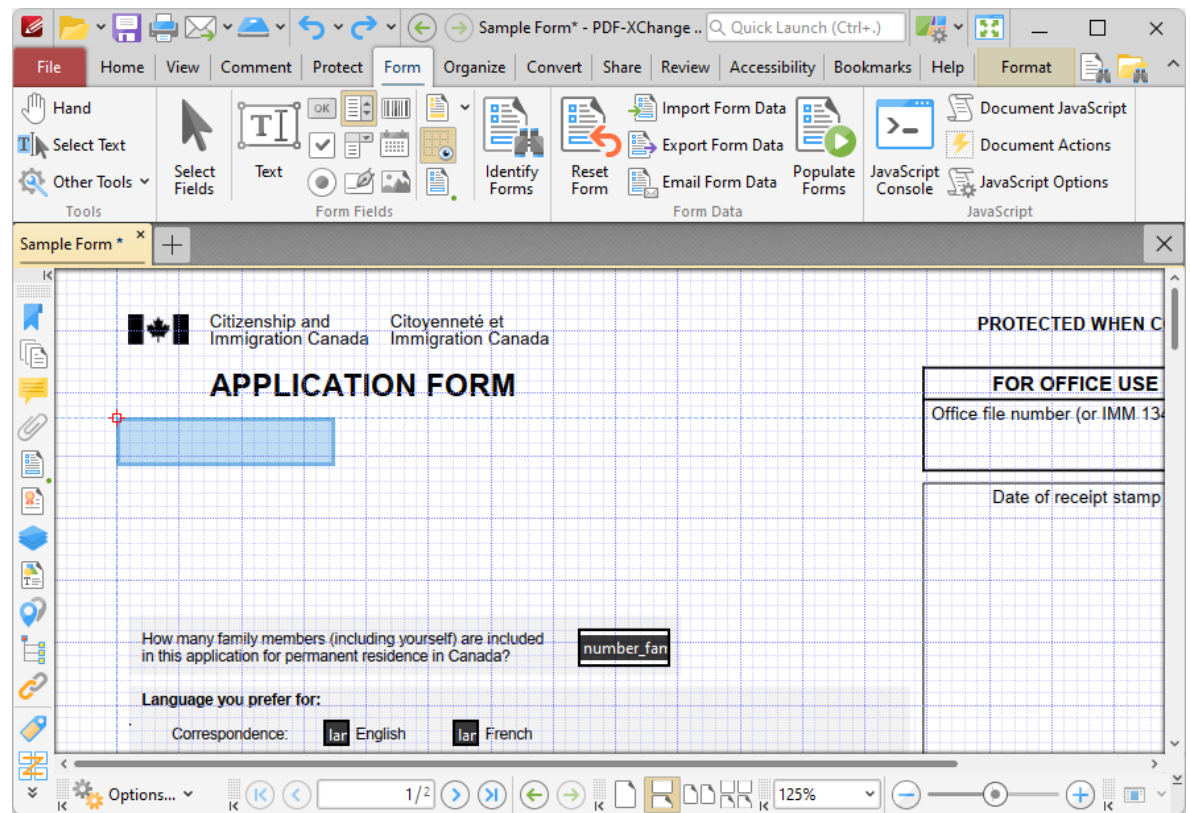 Sample Form* - PDF-XChange ..
Quick Launch (Ctrl+.)
File Home View Comment Protect Form Organize Convert Share Review Accessibility Bookmarks Help Format
Hand
Select Text
Other Tools
Tools
Select Fields
Text
OK
Form Fields
Identify Forms
Reset Form
Import Form Data
Export Form Data
Email Form Data
Populate Forms
Form Data
JavaScript Console
Document JavaScript
Document Actions
JavaScript Options
JavaScript
Sample Form *
Citizenship and Citoyenneté et
Immigration Canada Immigration Canada
PROTECTED WHEN C
APPLICATION FORM
FOR OFFICE USE
Office file number (or IMM 134
Date of receipt stamp
How many family members (including yourself) are included
in this application for permanent residence in Canada?
number_fam
Language you prefer for:
Correspondence: lan English lan French
Options... 1/2 125%